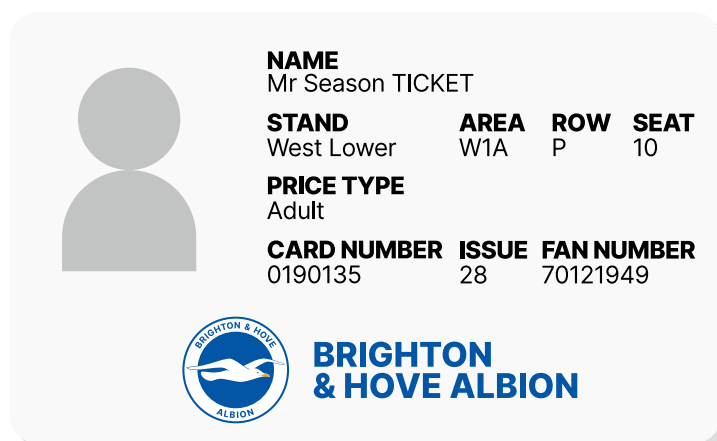 NAME
Mr Season TICKET
STAND AREA ROW SEAT
West Lower W1A P 10
PRICE TYPE
Adult
CARD NUMBER ISSUE FAN NUMBER
0190135 28 70121949
BRIGHTON & HOVE
ALBION
BRIGHTON
& HOVE ALBION